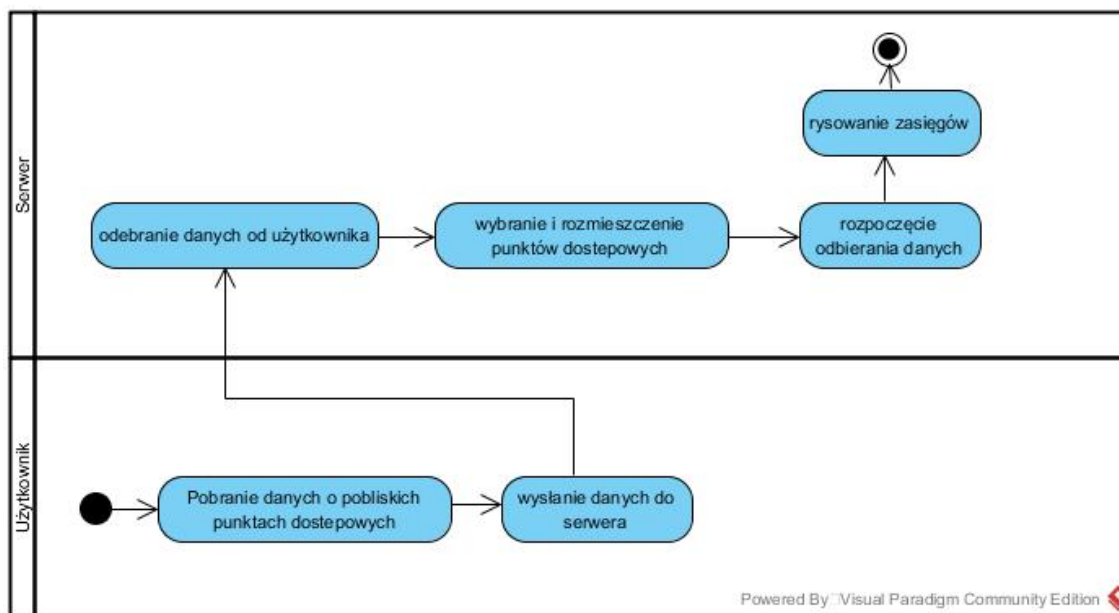 Serwer
rysowanie zasięgów
odebranie danych od użytkownika
wybranie i rozmieszczenie
punktów dostepowych
rozpoczęcie
odbierania danych
Użytkownik
Pobranie danych o pobliskich
punktach dostepowych
wysłanie danych do
serwera
Powered By Visual Paradigm Community Edition